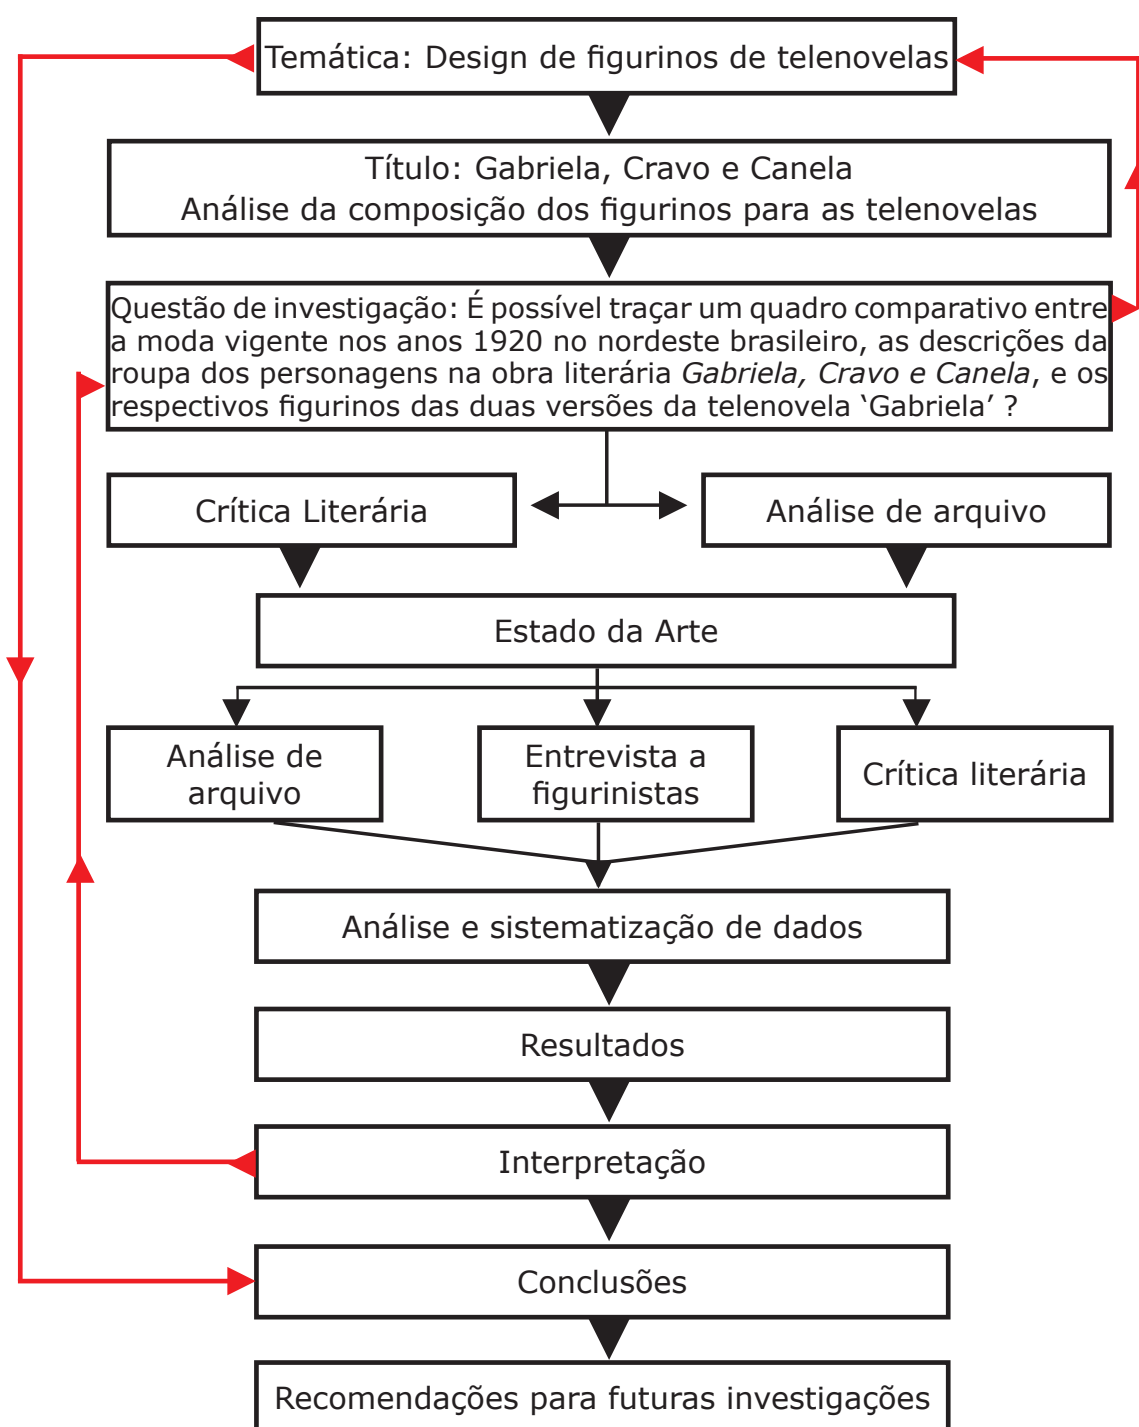 Temática: Design de figurinos de telenovelas
Título: Gabriela, Cravo e Canela
Análise da composição dos figurinos para as telenovelas
Questão de investigação: É possível traçar um quadro comparativo entre
a moda vigente nos anos 1920 no nordeste brasileiro, as descrições da
roupa dos personagens na obra literária Gabriela, Cravo e Canela, e os
respectivos figurinos das duas versões da telenovela ‘Gabriela’ ?
Crítica Literária
Análise de arquivo
Estado da Arte
Análise de
arquivo
Entrevista a
figurinistas
Crítica literária
Análise e sistematização de dados
Resultados
Interpretação
Conclusões
Recomendações para futuras investigações